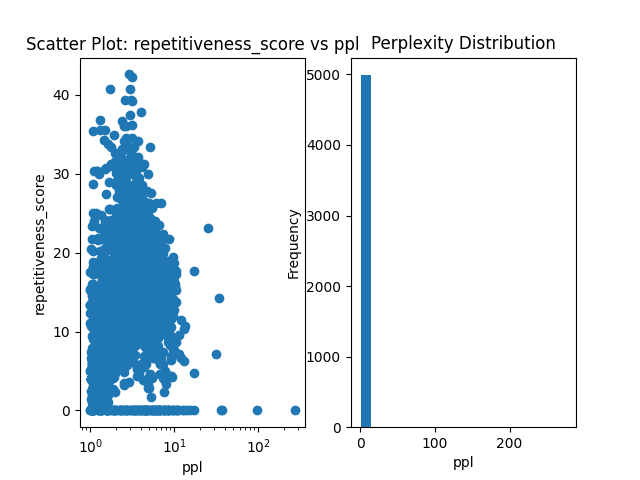 Scatter Plot: repetitiveness_score vs ppl
Perplexity Distribution
repetitiveness_score
40
30
20
10
0
10⁰
10¹
10²
ppl
Frequency
5000
4000
3000
2000
1000
0
0
100
200
ppl